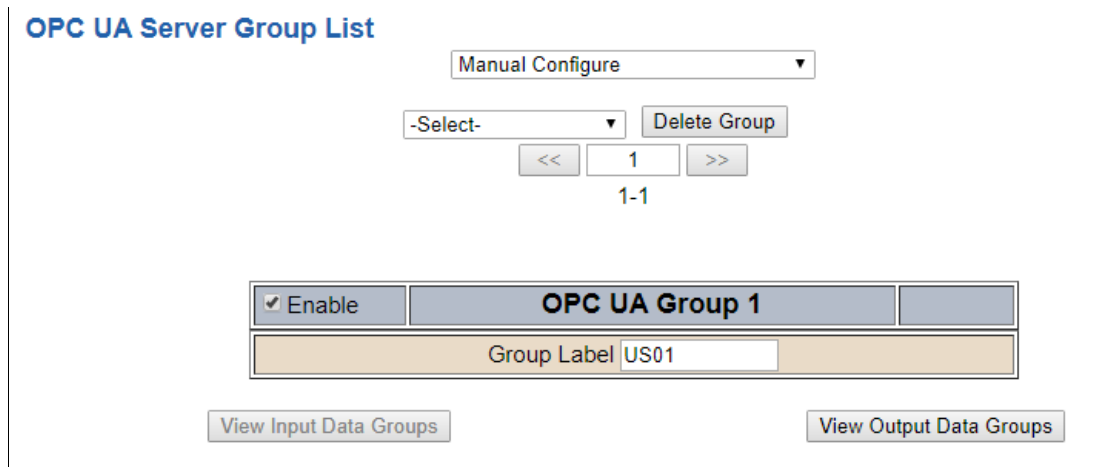 OPC UA Server Group List
Manual Configure
-Select- Delete Group
<< 1 >>
1-1
Enable OPC UA Group 1
Group Label US01
View Input Data Groups View Output Data Groups